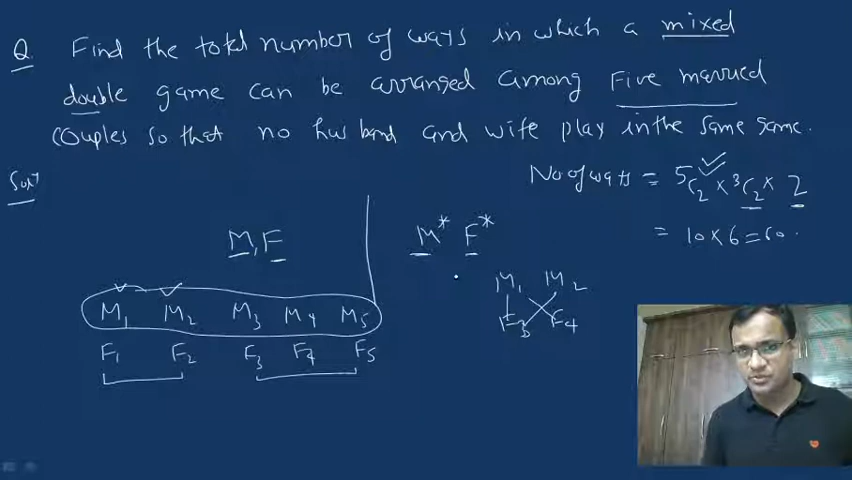 Q. Find the total number of ways in which a mixed
double game can be arranged among Five married
Couples so that no husband and wife play in the same same.
Solⁿ
No of ways = 5C₂ × ³C₂ × 2
= 10 × 6 = 60.
M, F
M* F*
M₁ M₂ M₃ M₄ M₅
F₁ F₂ F₃ F₄ F₅
M₁ M₂
F₃ F₄